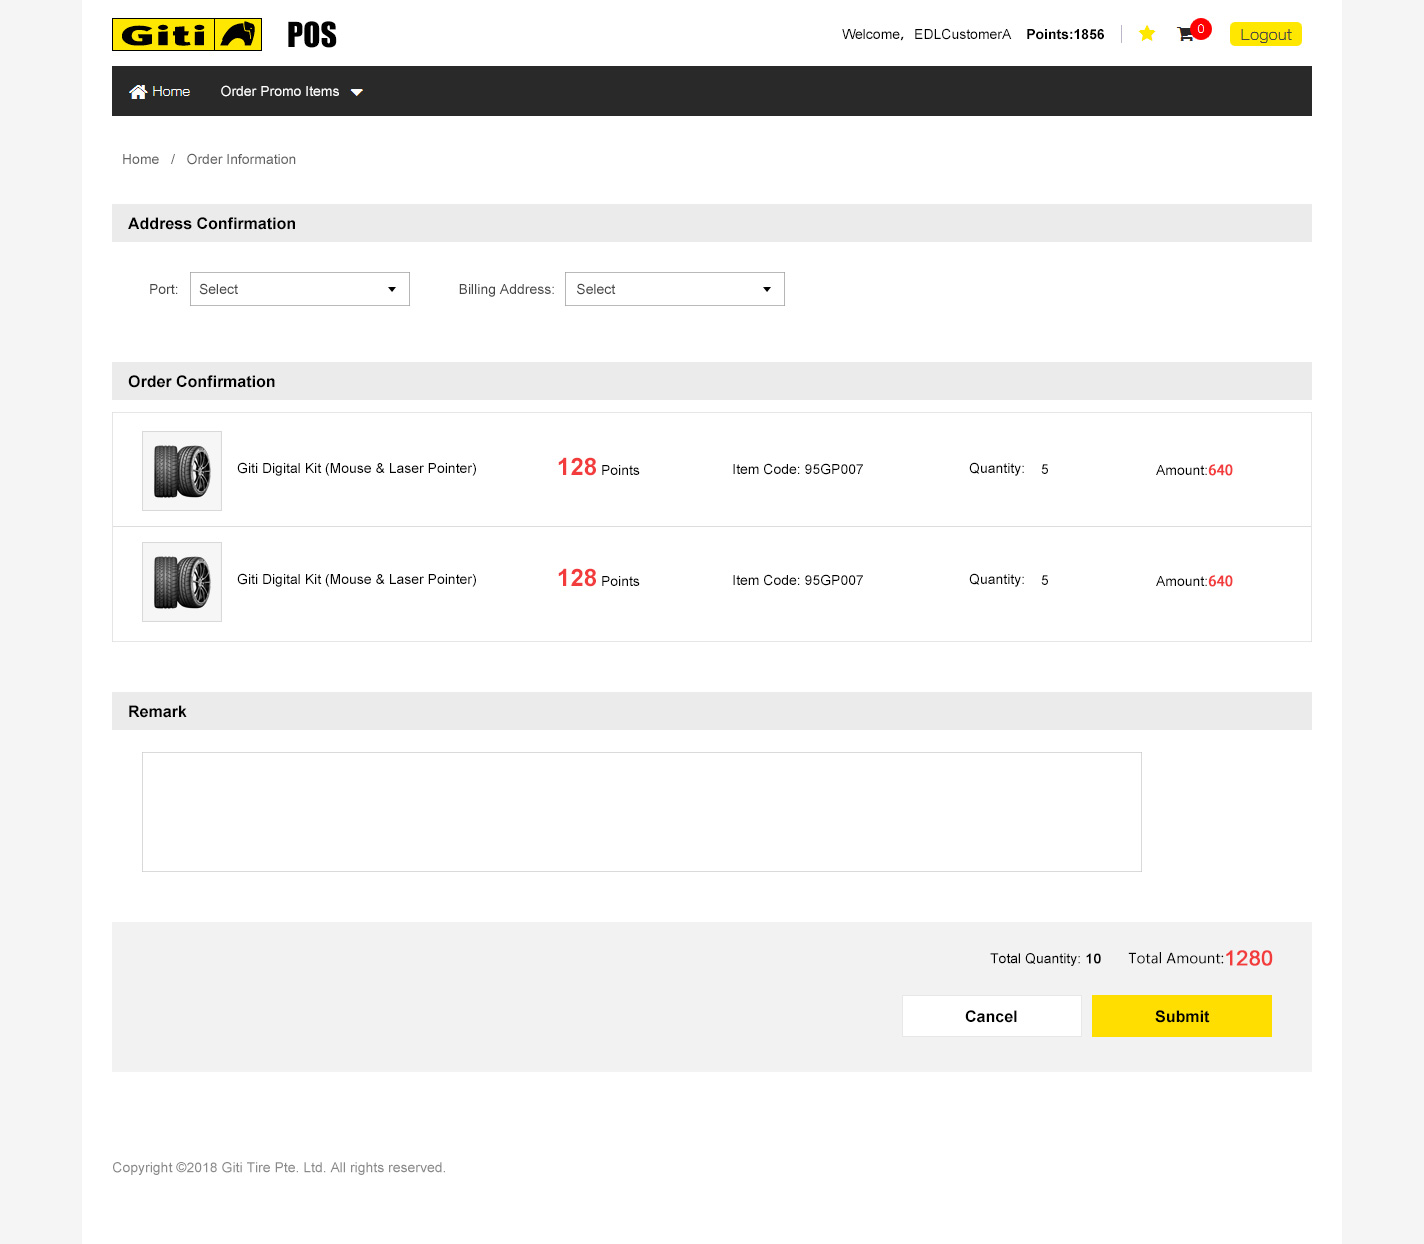 Giti POS Welcome, EDLCustomerA Points:1856 0 Logout
Home Order Promo Items
Home / Order Information
Address Confirmation
Port: Select Billing Address: Select
Order Confirmation
Giti Digital Kit (Mouse & Laser Pointer) 128 Points Item Code: 95GP007 Quantity: 5 Amount:640
Giti Digital Kit (Mouse & Laser Pointer) 128 Points Item Code: 95GP007 Quantity: 5 Amount:640
Remark
Total Quantity: 10 Total Amount:1280
Cancel Submit
Copyright ©2018 Giti Tire Pte. Ltd. All rights reserved.